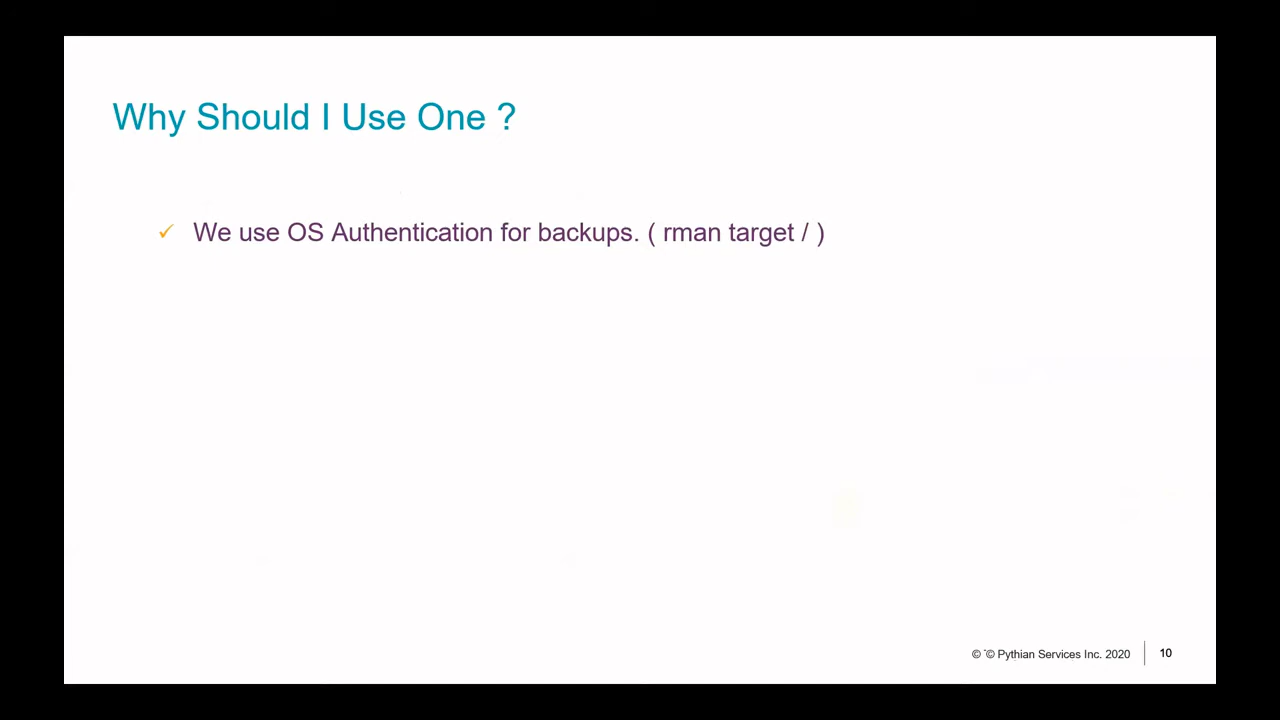 Why Should I Use One ?
✓ We use OS Authentication for backups. ( rman target / )
© ¨© Pythian Services Inc. 2020 10